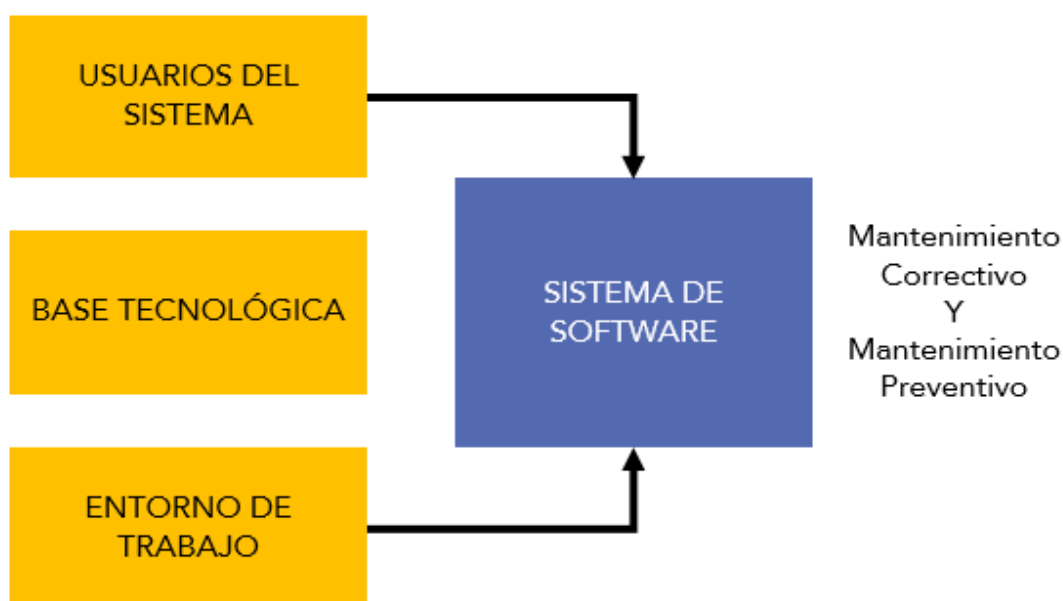 USUARIOS DEL
SISTEMA
BASE TECNOLÓGICA
ENTORNO DE
TRABAJO
SISTEMA DE
SOFTWARE
Mantenimiento
Correctivo
Y
Mantenimiento
Preventivo